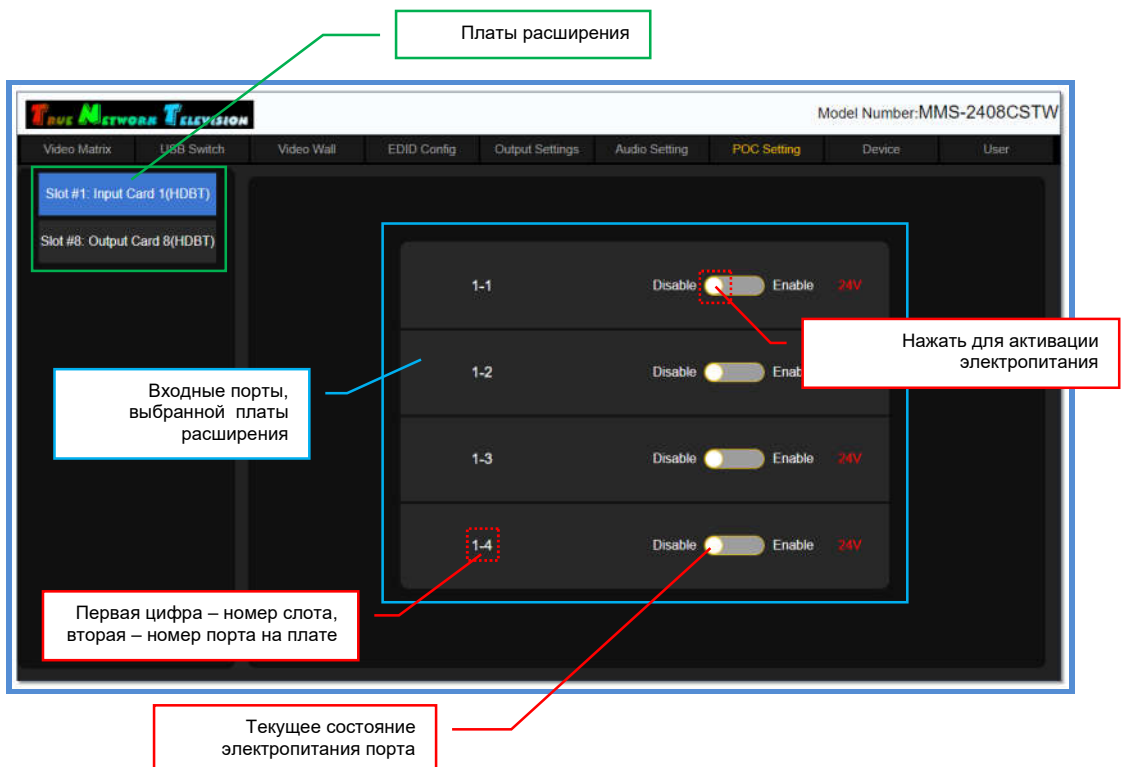 Платы расширения
True Network Television
Model Number:MMS-2408CSTW
Video Matrix USB Switch Video Wall EDID Config Output Settings Audio Setting POC Setting Device User
Slot #1: Input Card 1(HDBT)
Slot #8: Output Card 8(HDBT)
1-1 Disable Enable 24V
Нажать для активации
электропитания
1-2 Disable Enab
Входные порты,
выбранной платы
расширения
1-3 Disable Enable 24V
1-4 Disable Enable 24V
Первая цифра – номер слота,
вторая – номер порта на плате
Текущее состояние
электропитания порта